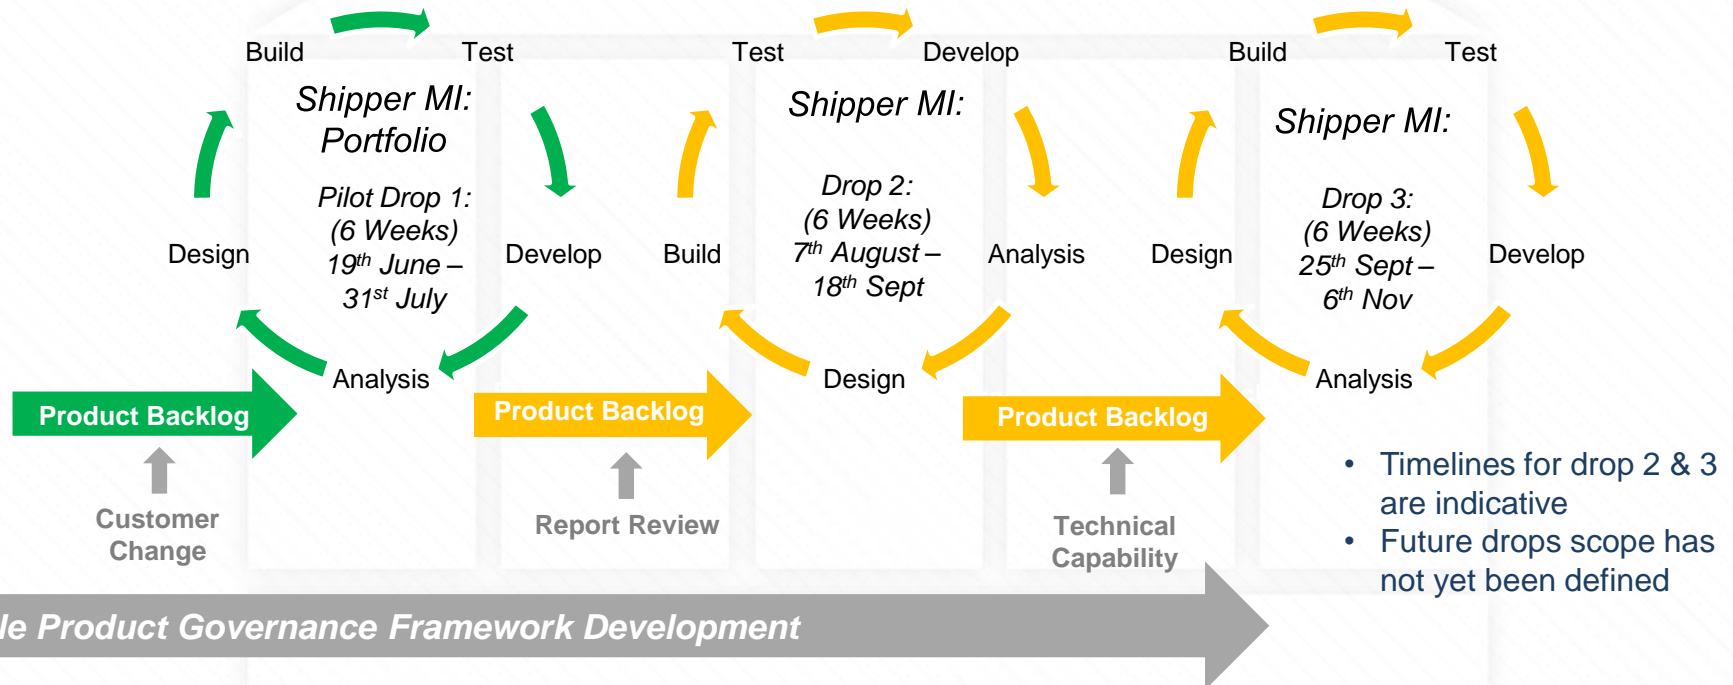 Build
Test
Test
Develop
Build
Test
Shipper MI:
Portfolio
Pilot Drop 1:
(6 Weeks)
19th June –
31st July
Shipper MI:
Drop 2:
(6 Weeks)
7th August –
18th Sept
Shipper MI:
Drop 3:
(6 Weeks)
25th Sept –
6th Nov
Design
Develop
Build
Analysis
Design
Develop
Analysis
Design
Analysis
Product Backlog
Product Backlog
Product Backlog
Customer
Change
Report Review
Technical
Capability
• Timelines for drop 2 & 3
are indicative
• Future drops scope has
not yet been defined
Product Governance Framework Development